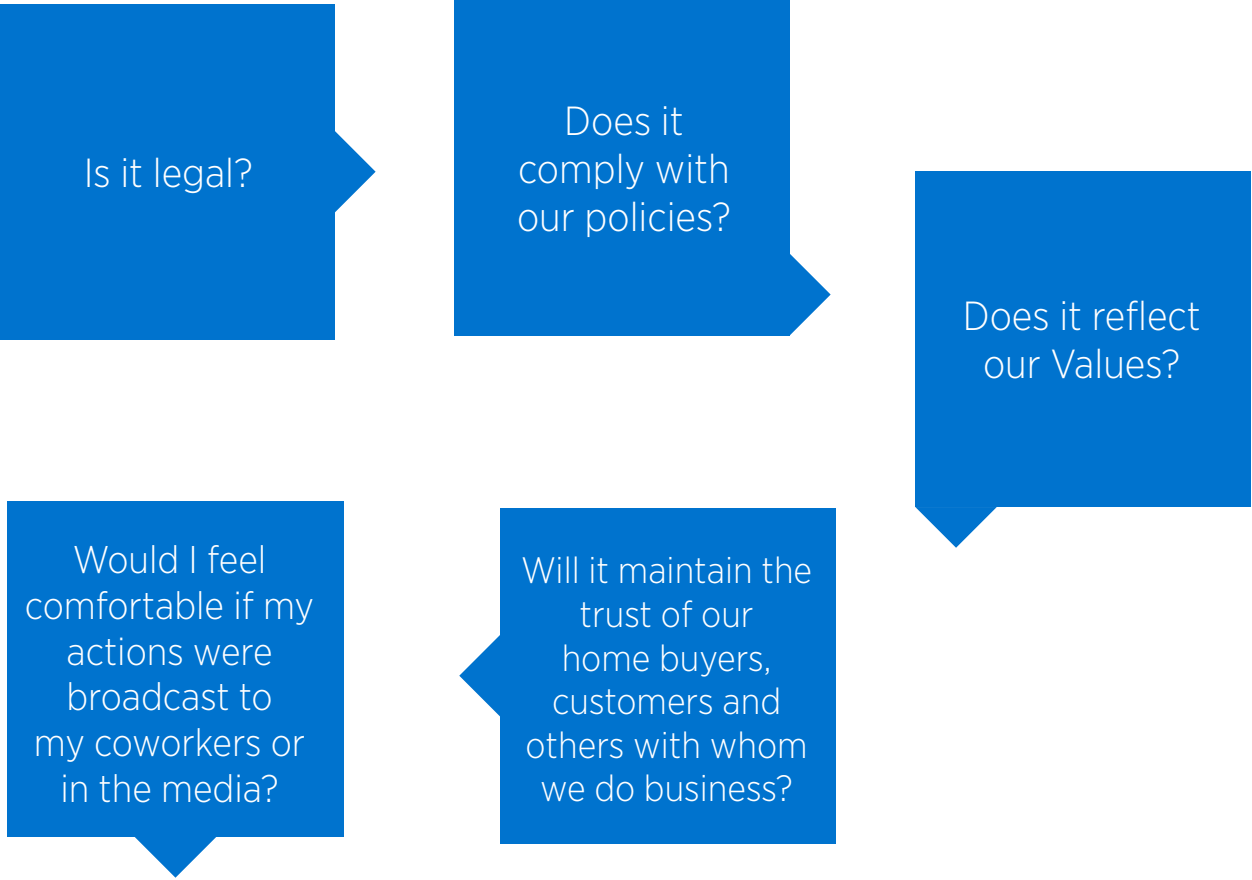 Is it legal?
Does it
comply with
our policies?
Does it reflect
our Values?
Will it maintain the
trust of our
home buyers,
customers and
others with whom
we do business?
Would I feel
comfortable if my
actions were
broadcast to
my coworkers or
in the media?